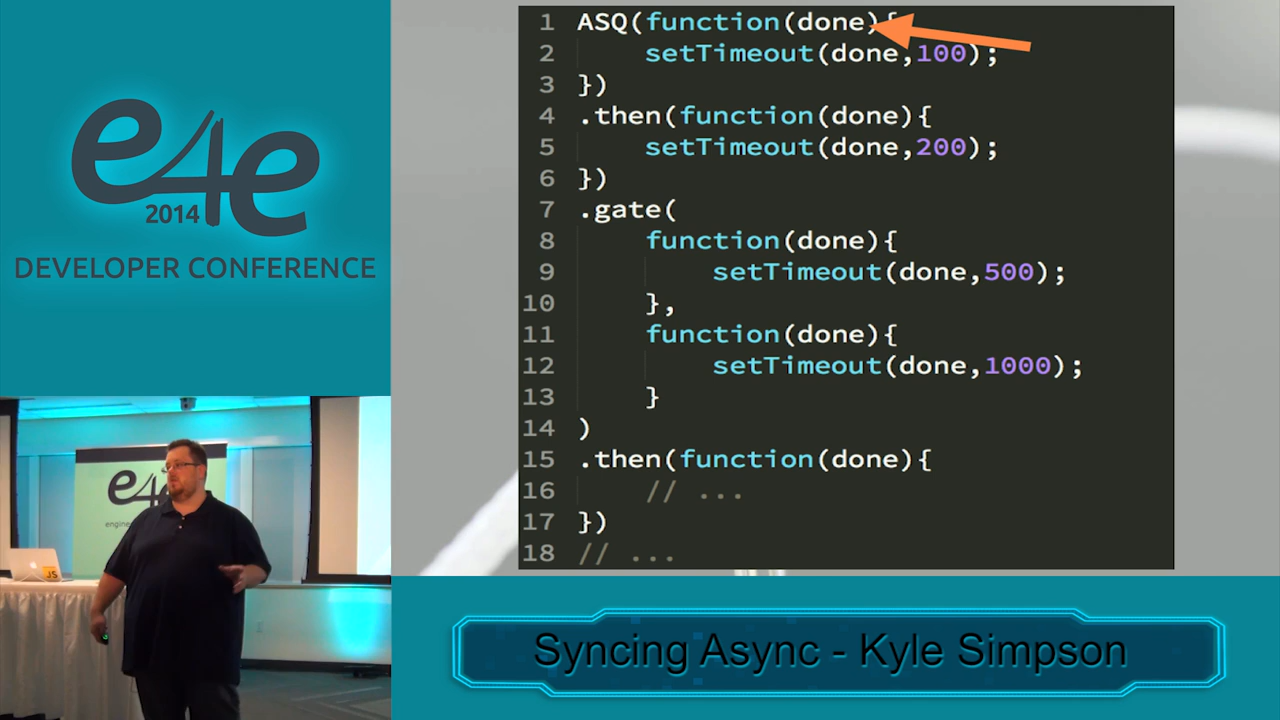 e4e
2014
DEVELOPER CONFERENCE
1 ASQ(function(done){
2 setTimeout(done,100);
3 })
4 .then(function(done){
5 setTimeout(done,200);
6 })
7 .gate(
8 function(done){
9 setTimeout(done,500);
10 },
11 function(done){
12 setTimeout(done,1000);
13 }
14 )
15 .then(function(done){
16 // ...
17 })
18 // ...
e4e
JS
Syncing Async - Kyle Simpson